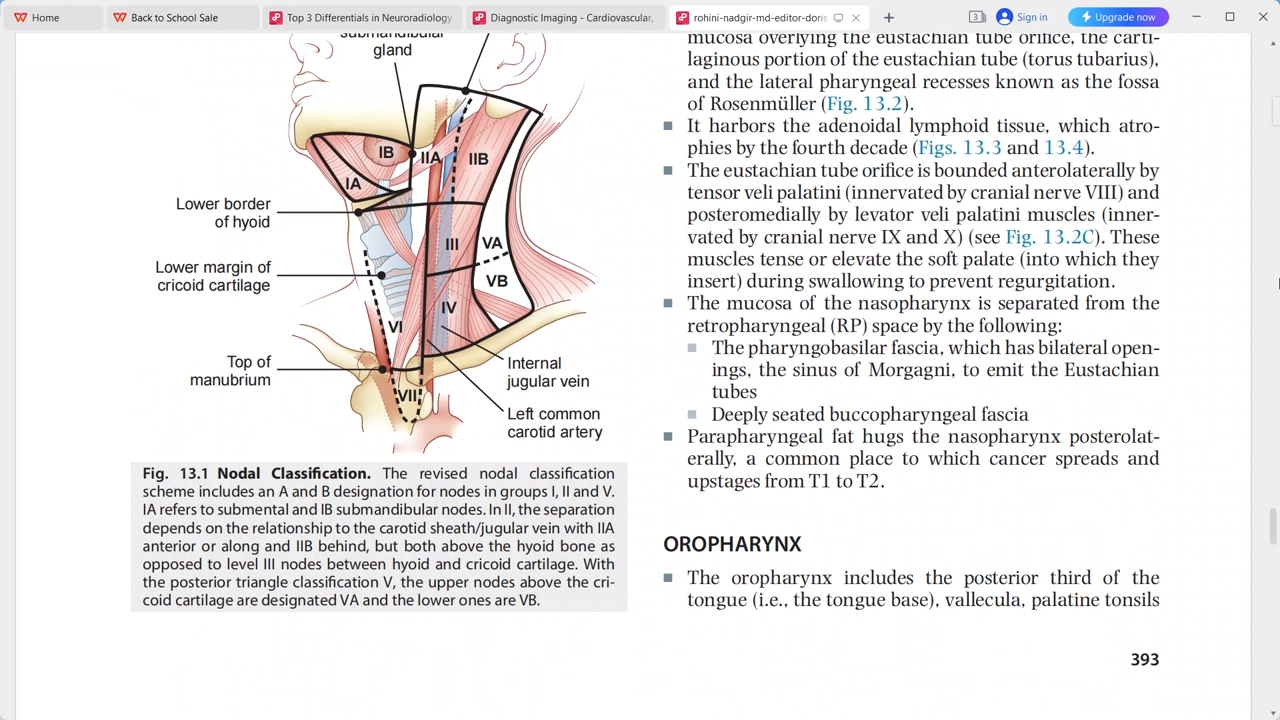 Home
Back to School Sale
Top 3 Differentials in Neuroradiology
Diagnostic Imaging - Cardiovascular,
rohini-nadgir-md-editor-doris
3
Sign in
Upgrade now
submandibular
gland
IB
IIA
IIB
IA
Lower border
of hyoid
III
VA
Lower margin of
cricoid cartilage
VB
IV
VI
Top of
manubrium
Internal
jugular vein
VII
Left common
carotid artery
Fig. 13.1 Nodal Classification. The revised nodal classification
scheme includes an A and B designation for nodes in groups I, II and V.
IA refers to submental and IB submandibular nodes. In II, the separation
depends on the relationship to the carotid sheath/jugular vein with IIA
anterior or along and IIB behind, but both above the hyoid bone as
opposed to level III nodes between hyoid and cricoid cartilage. With
the posterior triangle classification V, the upper nodes above the cri-
coid cartilage are designated VA and the lower ones are VB.
mucosa overlying the eustachian tube orifice, the carti-
laginous portion of the eustachian tube (torus tubarius),
and the lateral pharyngeal recesses known as the fossa
of Rosenmüller (Fig. 13.2).
It harbors the adenoidal lymphoid tissue, which atro-
phies by the fourth decade (Figs. 13.3 and 13.4).
The eustachian tube orifice is bounded anterolaterally by
tensor veli palatini (innervated by cranial nerve VIII) and
posteromedially by levator veli palatini muscles (inner-
vated by cranial nerve IX and X) (see Fig. 13.2C). These
muscles tense or elevate the soft palate (into which they
insert) during swallowing to prevent regurgitation.
The mucosa of the nasopharynx is separated from the
retropharyngeal (RP) space by the following:
The pharyngobasilar fascia, which has bilateral open-
ings, the sinus of Morgagni, to emit the Eustachian
tubes
Deeply seated buccopharyngeal fascia
Parapharyngeal fat hugs the nasopharynx posterolat-
erally, a common place to which cancer spreads and
upstages from T1 to T2.
OROPHARYNX
The oropharynx includes the posterior third of the
tongue (i.e., the tongue base), vallecula, palatine tonsils
393